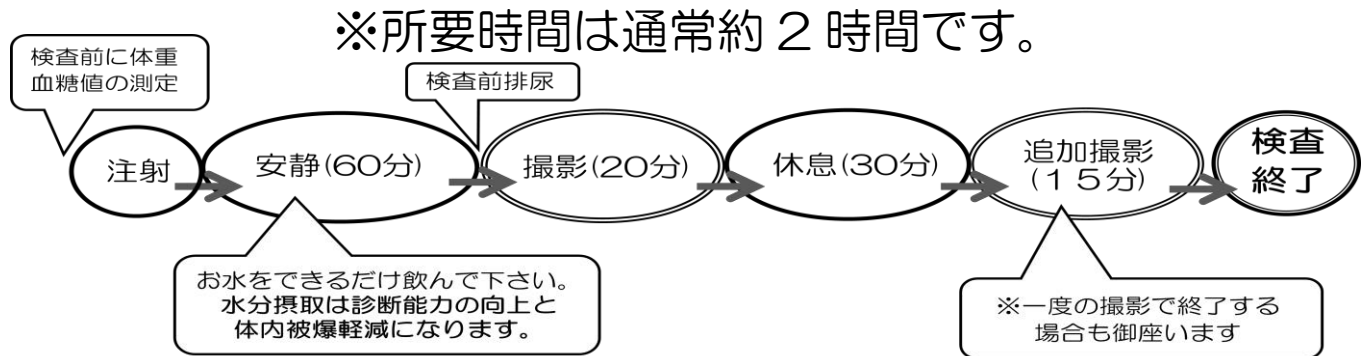 ※所要時間は通常約２時間です。
検査前に体重
血糖値の測定
検査前排尿
注射
安静(60分)
撮影(20分)
休息(30分)
追加撮影
(１５分)
検査
終了
お水をできるだけ飲んで下さい。
水分摂取は診断能力の向上と
体内被爆軽減になります。
※一度の撮影で終了する
場合も御座います